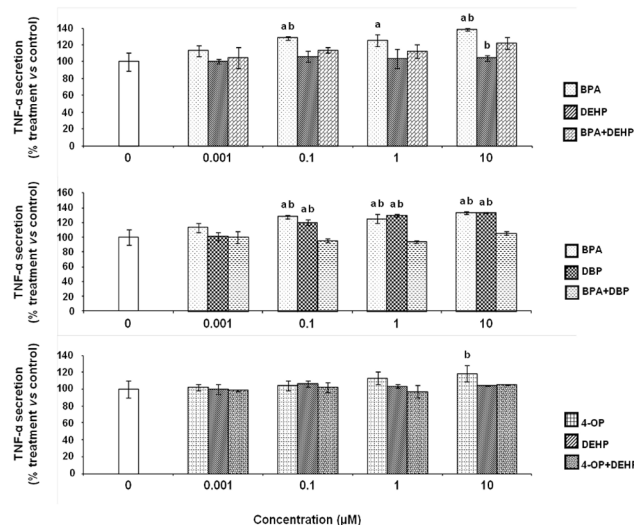 a b
a
a b
140
120
100
80
60
40
20
0
b
TNF-α secretion
(% treatment vs control)
BPA
DEHP
BPA+DEHP
0 0.001 0.1 1 10
160
140
120
100
80
60
40
20
0
a b a b
a b a b
a b a b
TNF-α secretion
(% treatment vs control)
BPA
DBP
BPA+DBP
0 0.001 0.1 1 10
140
120
100
80
60
40
20
0
b
TNF-α secretion
(% treatment vs control)
4-OP
DEHP
4-OP+DEHP
0 0.001 0.1 1 10
Concentration (μM)